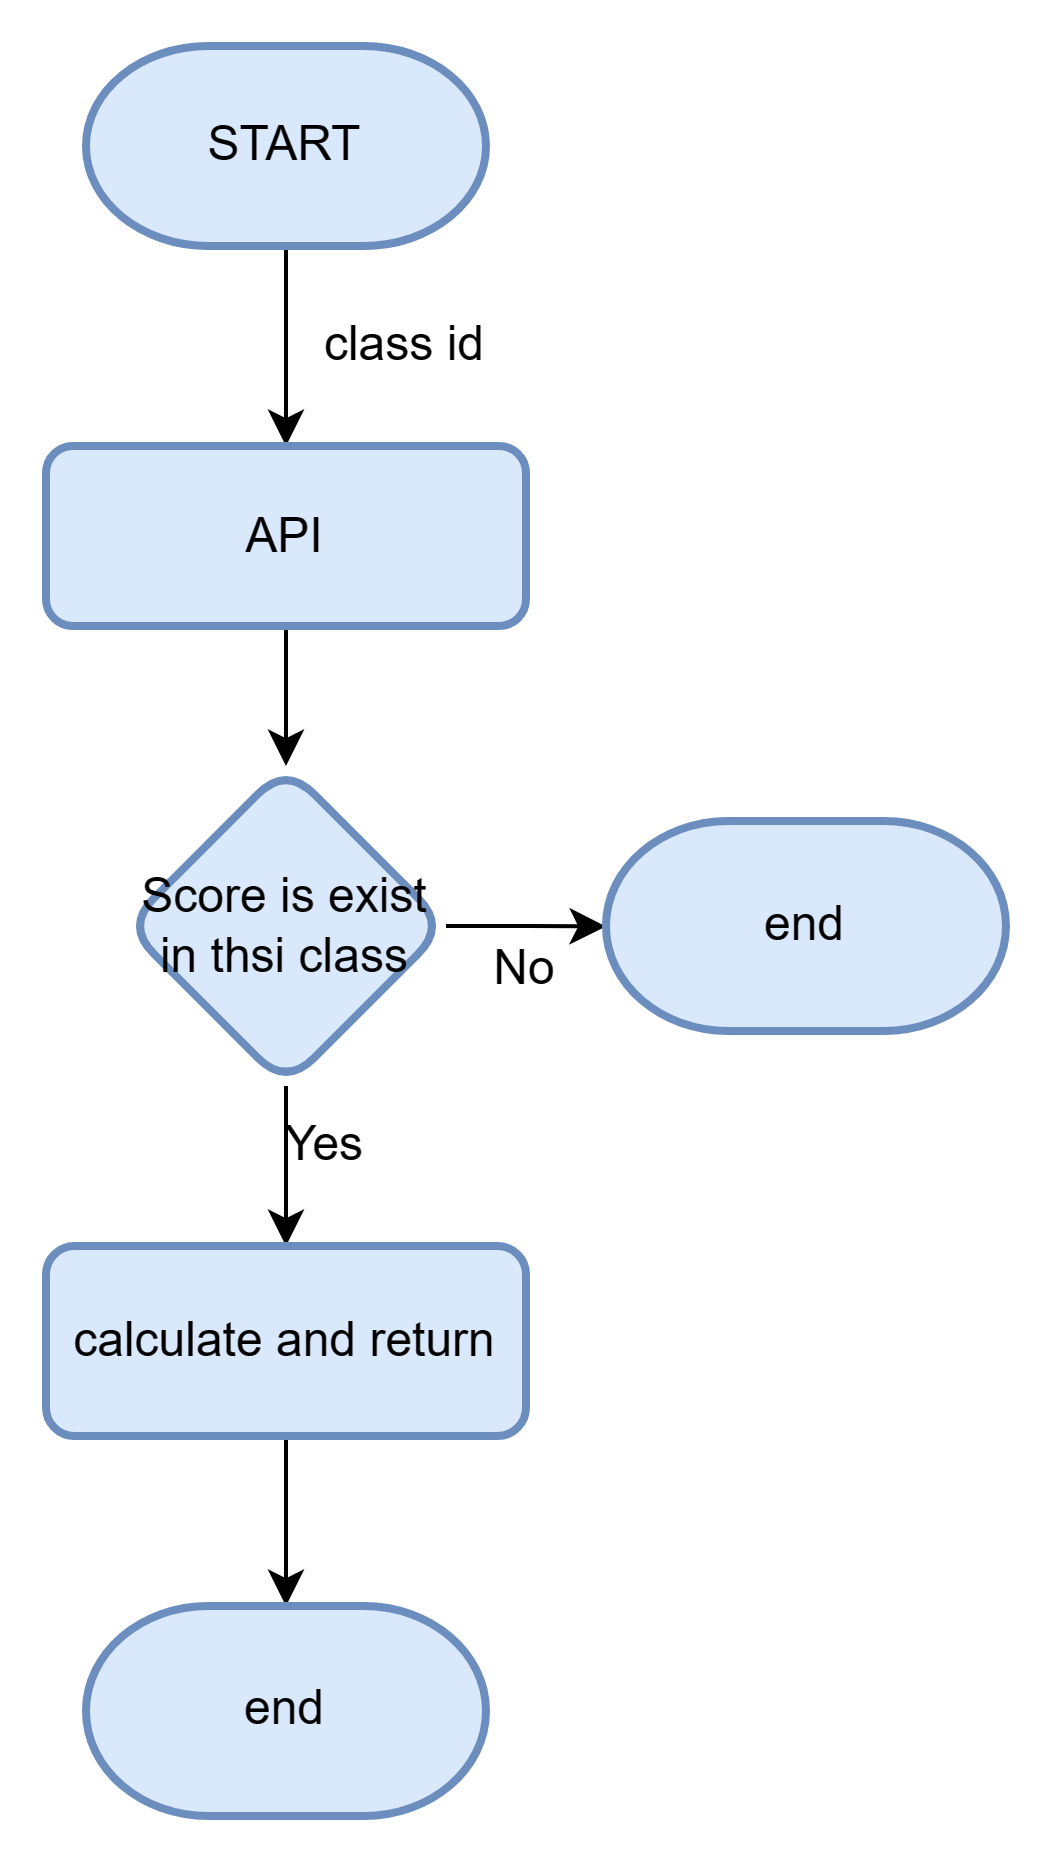 START
class id
API
Score is exist
in thsi class
No
end
Yes
calculate and return
end